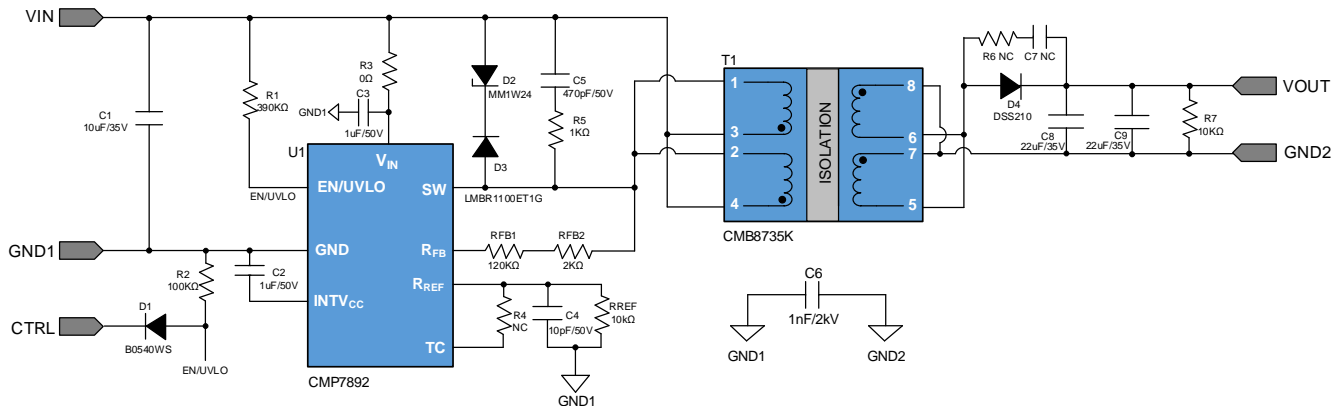 VIN
C1
10uF/35V
R1
390KΩ
R3
0Ω
C3
GND1
1uF/50V
D2
MM1W24
C5
470pF/50V
R5
1KΩ
D3
LMBR1100ET1G
U1
VIN
EN/UVLO
EN/UVLO
SW
GND
RFB
INTVCC
RREF
TC
CMP7892
GND1
R2
100KΩ
C2
1uF/50V
CTRL
D1
B0540WS
EN/UVLO
RFB1
120KΩ
RFB2
2KΩ
R4
NC
C4
10pF/50V
RREF
10kΩ
GND1
T1
1
3
2
4
ISOLATION
8
6
7
5
CMB8735K
C6
1nF/2kV
GND1
GND2
R6 NC
C7 NC
D4
DSS210
C8
22uF/35V
C9
22uF/35V
R7
10KΩ
VOUT
GND2